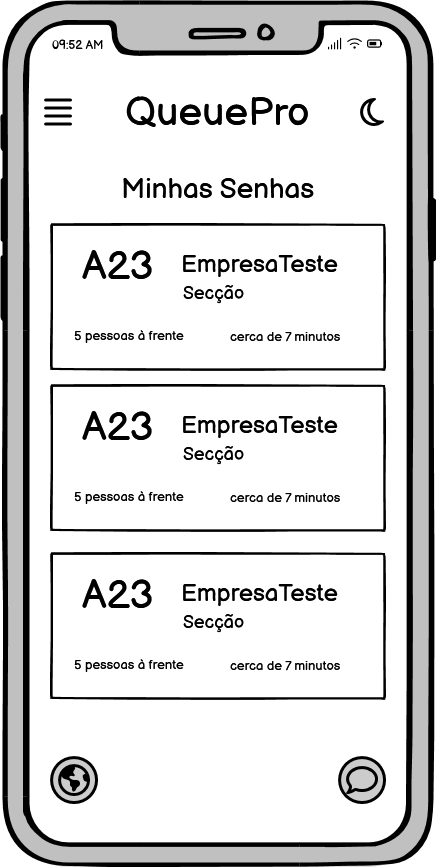 09:52 AM
QueuePro
Minhas Senhas
A23
EmpresaTeste
Secção
5 pessoas à frente
cerca de 7 minutos
A23
EmpresaTeste
Secção
5 pessoas à frente
cerca de 7 minutos
A23
EmpresaTeste
Secção
5 pessoas à frente
cerca de 7 minutos